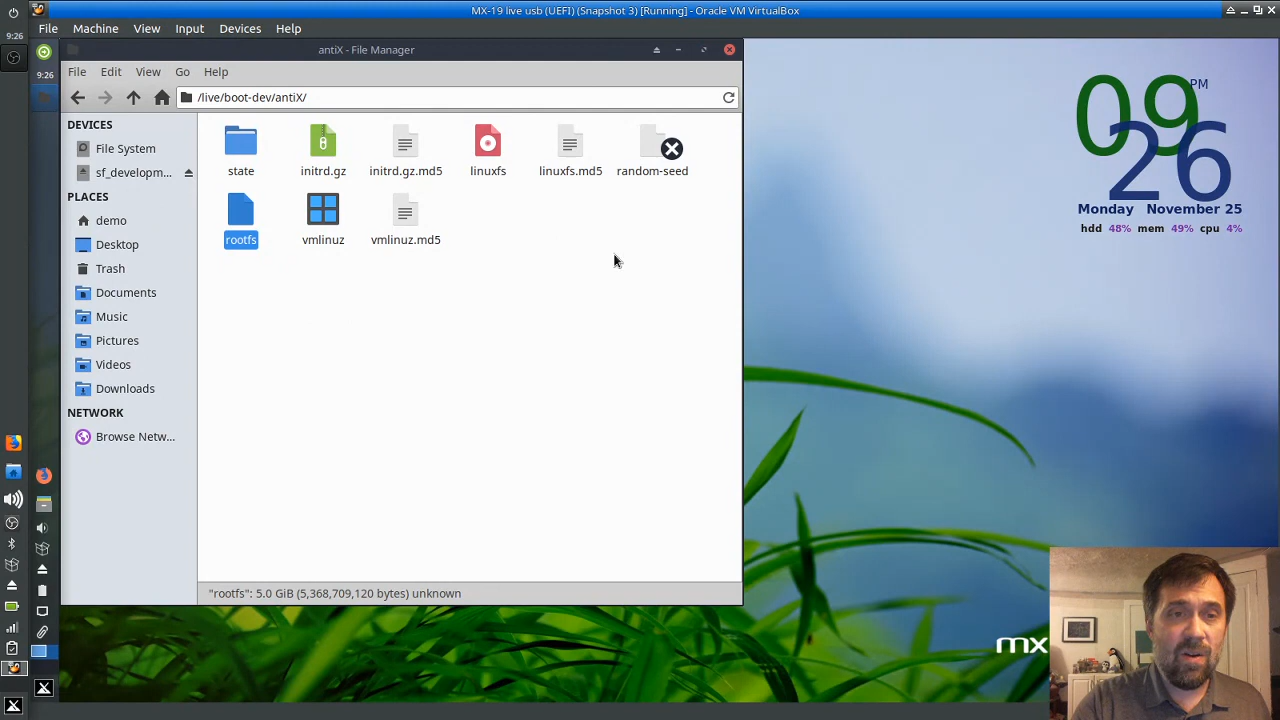 MX-19 live usb (UEFI) (Snapshot 3) [Running] - Oracle VM VirtualBox
9:26
File Machine View Input Devices Help
9:26
antiX - File Manager
File Edit View Go Help
/live/boot-dev/antiX/
DEVICES
File System
sf_developm...
PLACES
demo
Desktop
Trash
Documents
Music
Pictures
Videos
Downloads
NETWORK
Browse Netw...
state initrd.gz initrd.gz.md5 linuxfs linuxfs.md5 random-seed
rootfs vmlinuz vmlinuz.md5
"rootfs": 5.0 GiB (5,368,709,120 bytes) unknown
09 PM
26
Monday November 25
hdd 48% mem 49% cpu 4%
mx